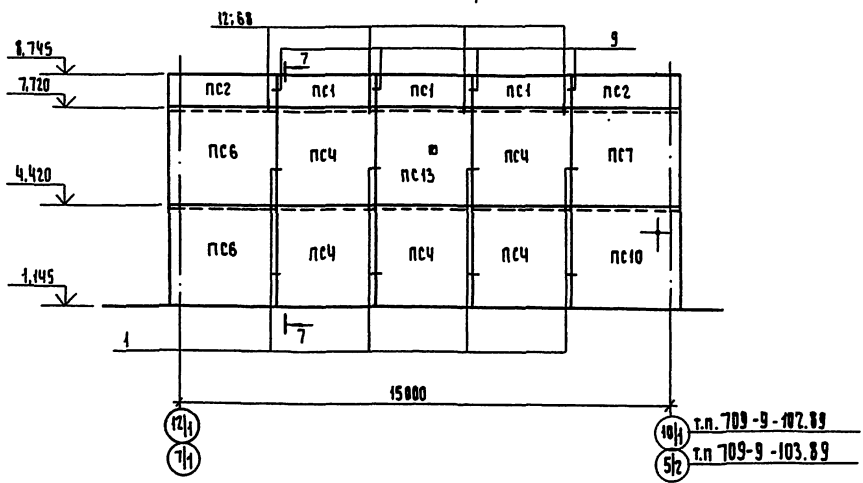 12;68
9
8.745
7
7,720
ПС2 ПС1 ПС1 ПС1 ПС2
ПС6 ПС4 ПС13 ПС4 ПС7
4.420
ПС6 ПС4 ПС4 ПС4 ПС10
1,145
7
1
15000
12/1
10/1 т.п. 709-9-102.89
7/1
5/2 т.п 709-9-103.89